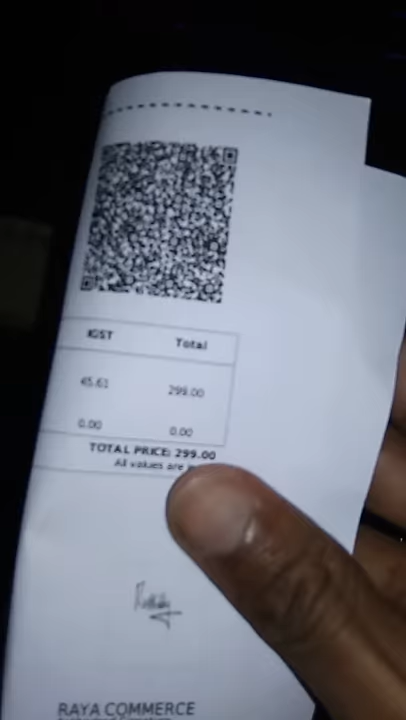 IGST Total
45.61 299.00
0.00 0.00
TOTAL PRICE: 299.00
All values are
RAYA COMMERCE